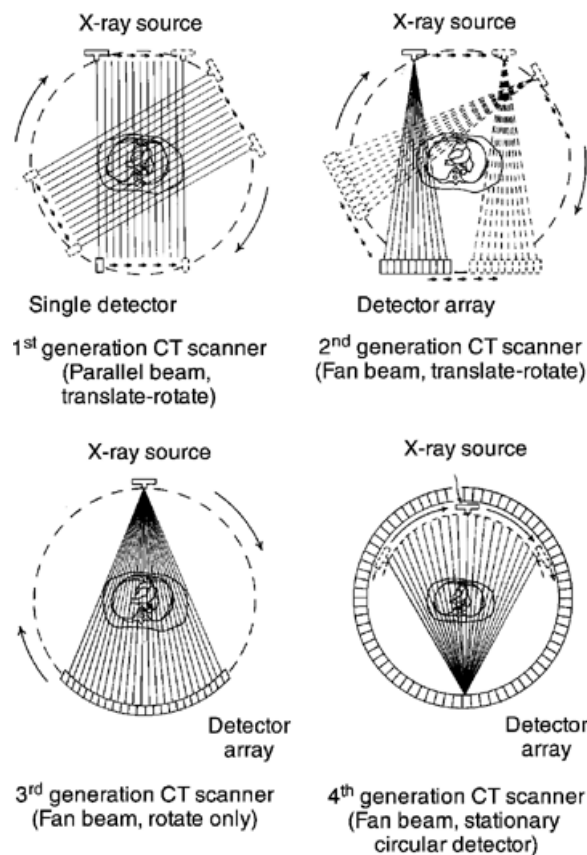 X-ray source
Single detector
1st generation CT scanner
(Parallel beam,
translate-rotate)
X-ray source
Detector array
2nd generation CT scanner
(Fan beam, translate-rotate)
X-ray source
Detector
array
3rd generation CT scanner
(Fan beam, rotate only)
X-ray source
Detector
array
4th generation CT scanner
(Fan beam, stationary
circular detector)